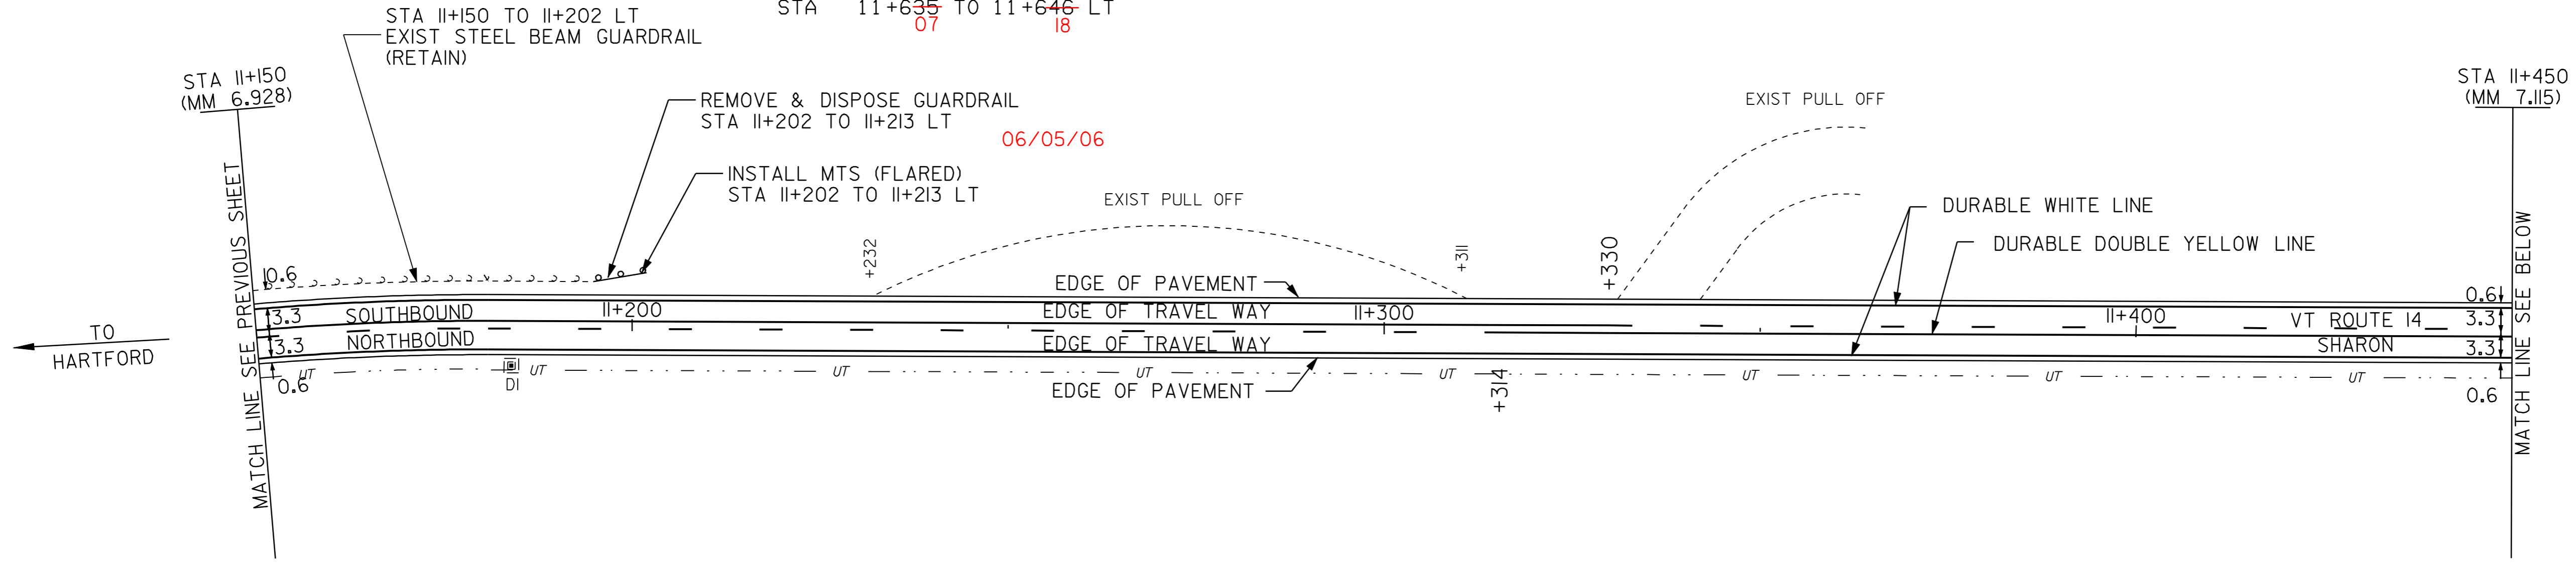 STA 11+635 TO 11+646 LT
07 18
STA 11+150 TO 11+202 LT
EXIST STEEL BEAM GUARDRAIL
(RETAIN)
STA 11+150
(MM 6.928)
STA 11+450
(MM 7.115)
REMOVE & DISPOSE GUARDRAIL
STA 11+202 TO 11+213 LT
06/05/06
EXIST PULL OFF
INSTALL MTS (FLARED)
STA 11+202 TO 11+213 LT
EXIST PULL OFF
DURABLE WHITE LINE
DURABLE DOUBLE YELLOW LINE
MATCH LINE SEE PREVIOUS SHEET
MATCH LINE SEE BELOW
+232
+311
+330
0.6
EDGE OF PAVEMENT
0.6
3.3
SOUTHBOUND
11+200
EDGE OF TRAVEL WAY
11+300
11+400
VT ROUTE 14
3.3
TO
HARTFORD
3.3
NORTHBOUND
EDGE OF TRAVEL WAY
SHARON
3.3
0.6
UT
DI
UT
UT
UT
UT
UT
UT
UT
EDGE OF PAVEMENT
+314
0.6